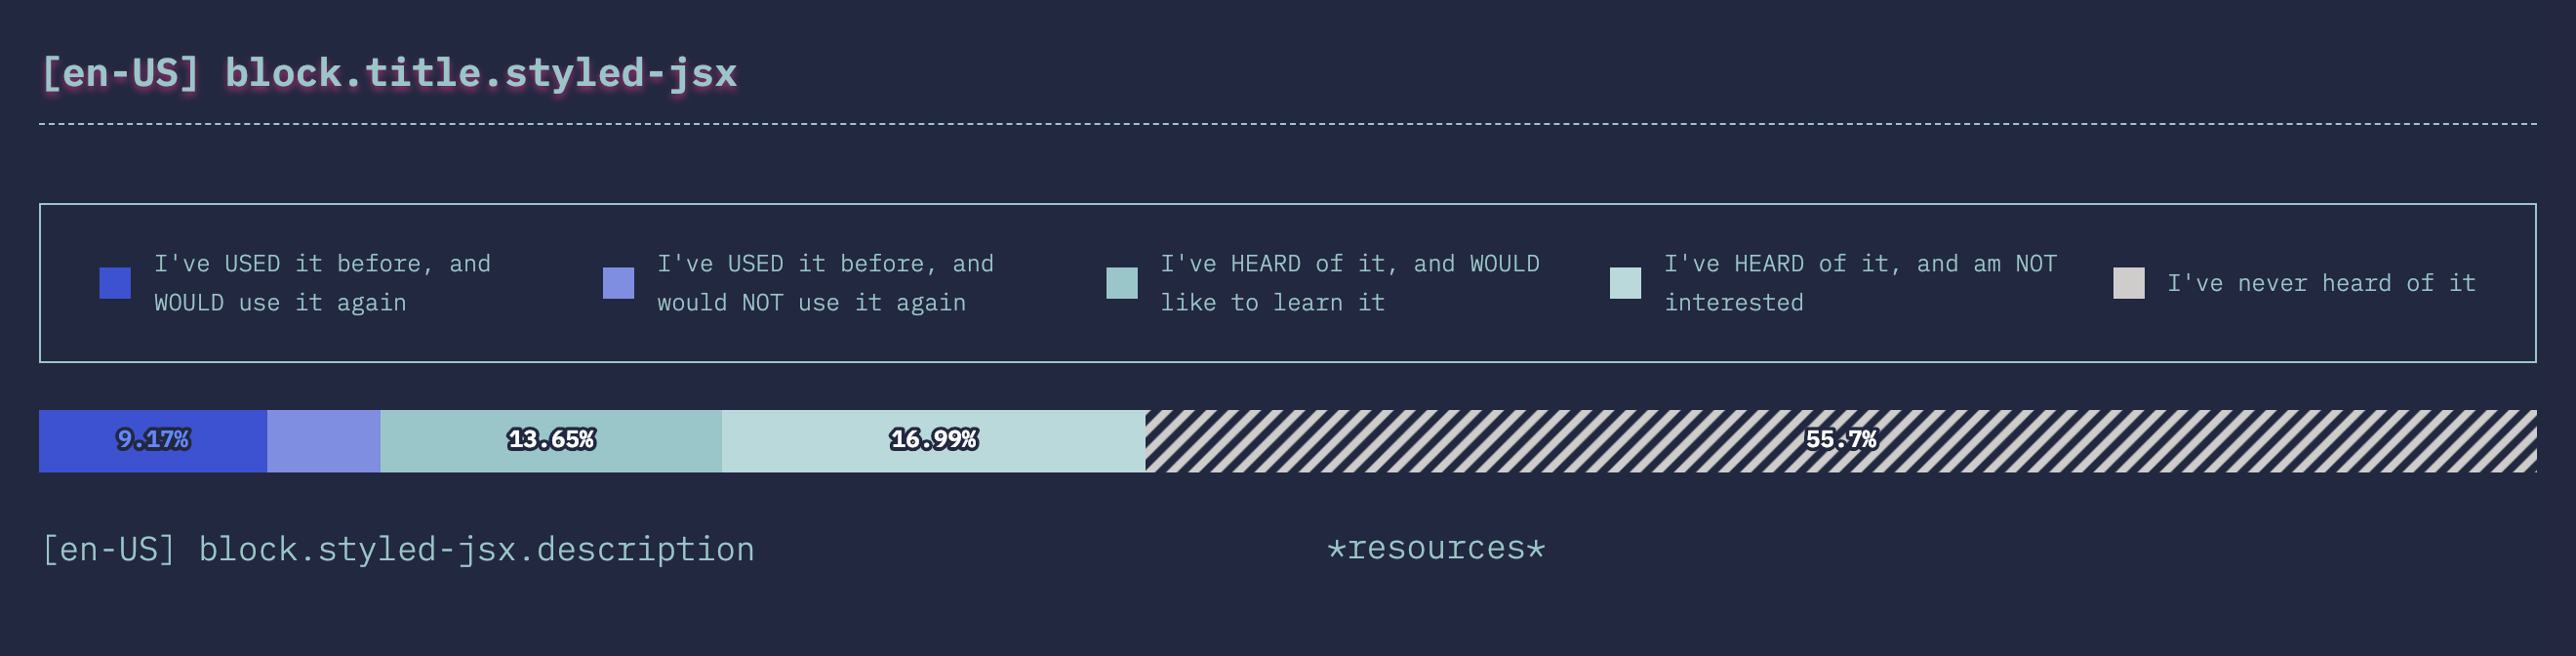 [en-US] block.title.styled-jsx
I've USED it before, and
WOULD use it again
I've USED it before, and
would NOT use it again
I've HEARD of it, and WOULD
like to learn it
I've HEARD of it, and am NOT
interested
I've never heard of it
9.17%
13.65%
16.99%
55.7%
[en-US] block.styled-jsx.description
*resources*